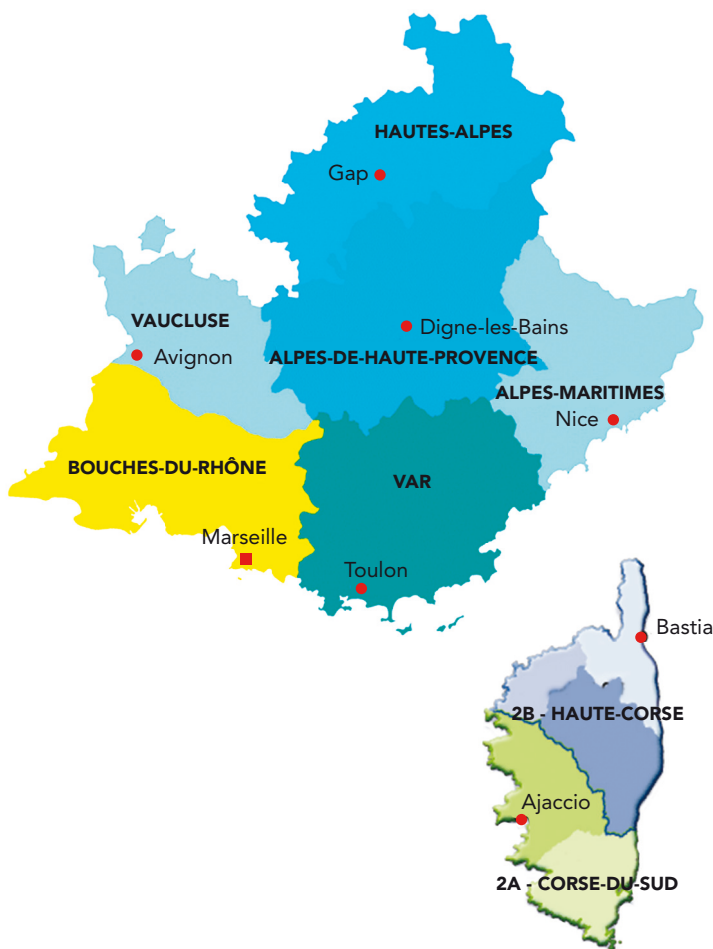 HAUTES-ALPES
Gap
VAUCLUSE
Digne-les-Bains
Avignon
ALPES-DE-HAUTE-PROVENCE
ALPES-MARITIMES
Nice
BOUCHES-DU-RHÔNE
VAR
Marseille
Toulon
Bastia
2B - HAUTE-CORSE
Ajaccio
2A - CORSE-DU-SUD